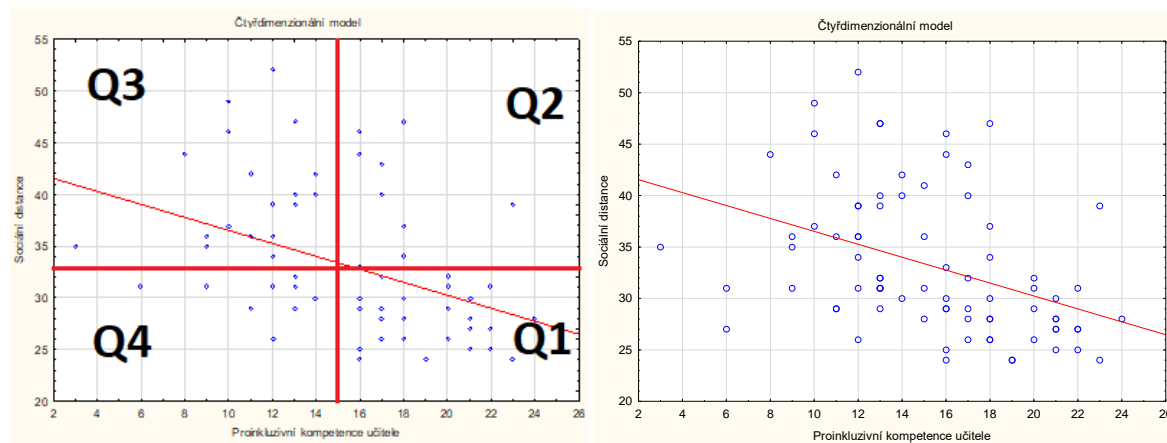 Čtyřdimenzionální model
55
50
45
40
35
30
25
20
Sociální distance
Q3
Q2
Q4
Q1
2 4 6 8 10 12 14 16 18 20 22 24 26
Proinkluzivní kompetence učitele
Čtyřdimenzionální model
55
50
45
40
35
30
25
20
Sociální distance
2 4 6 8 10 12 14 16 18 20 22 24 26
Proinkluzivní kompetence učitele